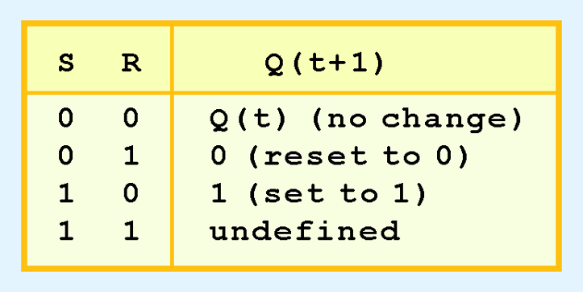 S R Q(t+1)
0 0 Q(t) (no change)
0 1 0 (reset to 0)
1 0 1 (set to 1)
1 1 undefined